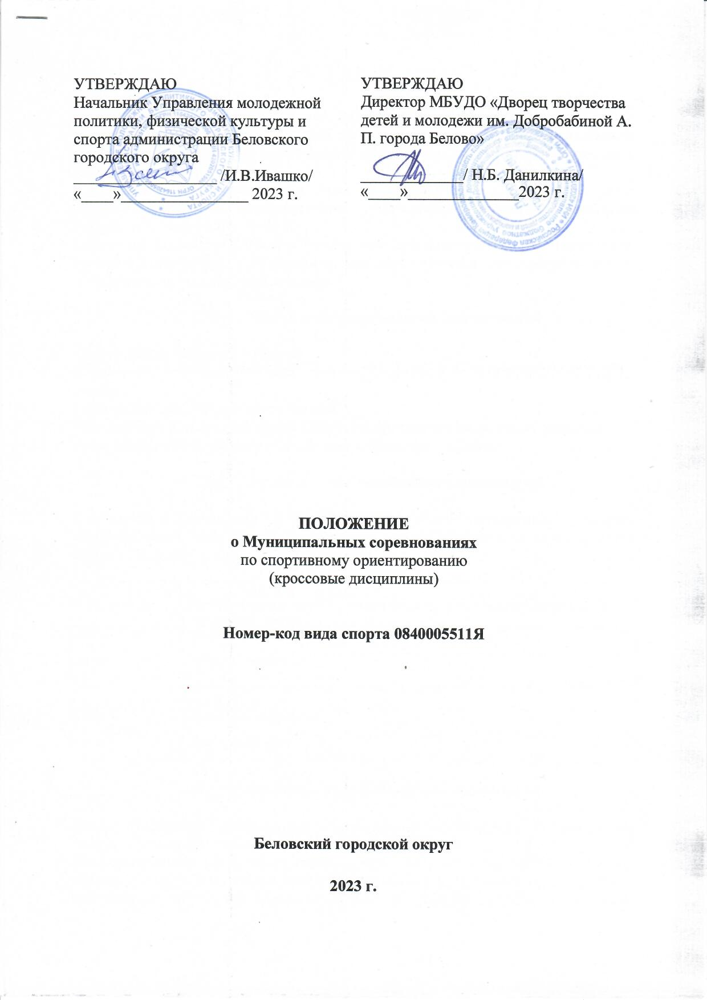 УТВЕРЖДАЮ
Начальник Управления молодежной
политики, физической культуры и
спорта администрации Беловского
городского округа
__________________ /И.В.Ивашко/
«____»________________ 2023 г.
УТВЕРЖДАЮ
Директор МБУДО «Дворец творчества
детей и молодежи им. Добробабиной А.
П. города Белово»
_____________/ Н.Б. Данилкина/
«____»______________2023 г.
ПОЛОЖЕНИЕ
о Муниципальных соревнованиях
по спортивному ориентированию
(кроссовые дисциплины)
Номер-код вида спорта 0840005511Я
Беловский городской округ
2023 г.